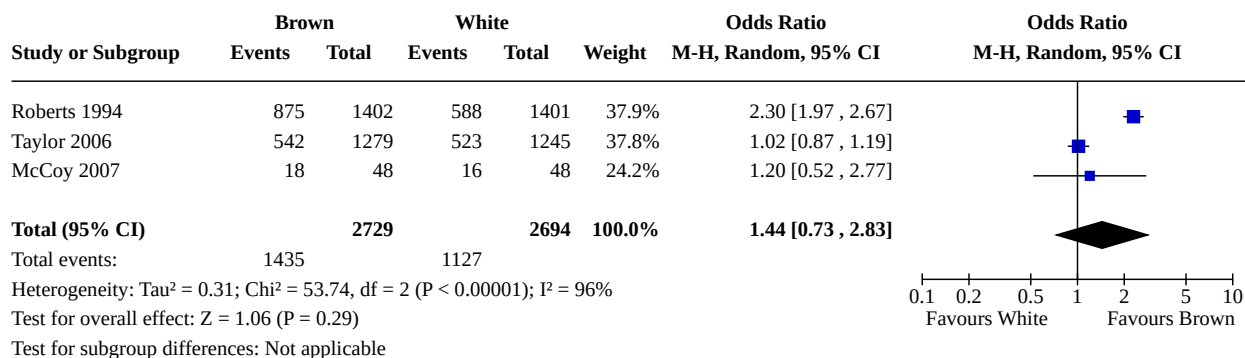 Brown White Odds Ratio Odds Ratio
Study or Subgroup Events Total Events Total Weight M-H, Random, 95% CI M-H, Random, 95% CI
Roberts 1994 875 1402 588 1401 37.9% 2.30 [1.97 , 2.67]
Taylor 2006 542 1279 523 1245 37.8% 1.02 [0.87 , 1.19]
McCoy 2007 18 48 16 48 24.2% 1.20 [0.52 , 2.77]
Total (95% CI) 2729 2694 100.0% 1.44 [0.73 , 2.83]
Total events: 1435 1127
Heterogeneity: Tau² = 0.31; Chi² = 53.74, df = 2 (P < 0.00001); I² = 96%
0.1 0.2 0.5 1 2 5 10
Test for overall effect: Z = 1.06 (P = 0.29)
Favours White Favours Brown
Test for subgroup differences: Not applicable